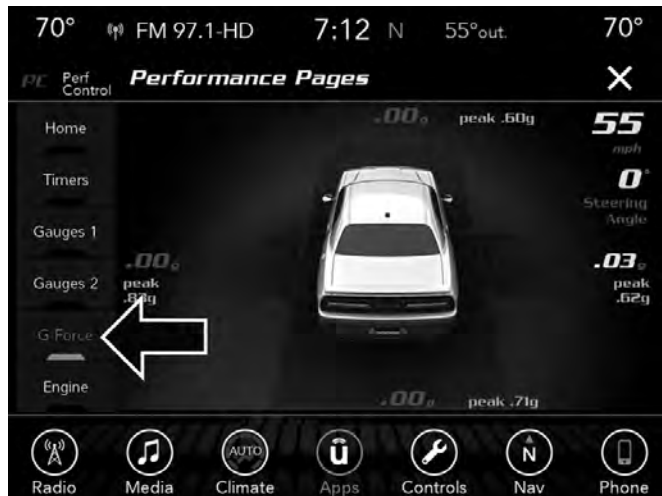 70° FM 97.1-HD 7:12 N 55°out. 70°
PC Perf Control Performance Pages X
Home
Timers
Gauges 1
Gauges 2
G-Force
Engine
.00g peak .60g
55
mph
0°
Steering
Angle
.00g
peak
.83g
.03g
peak
.62g
.00g peak .71g
AUTO û N
Radio Media Climate Apps Controls Nav Phone